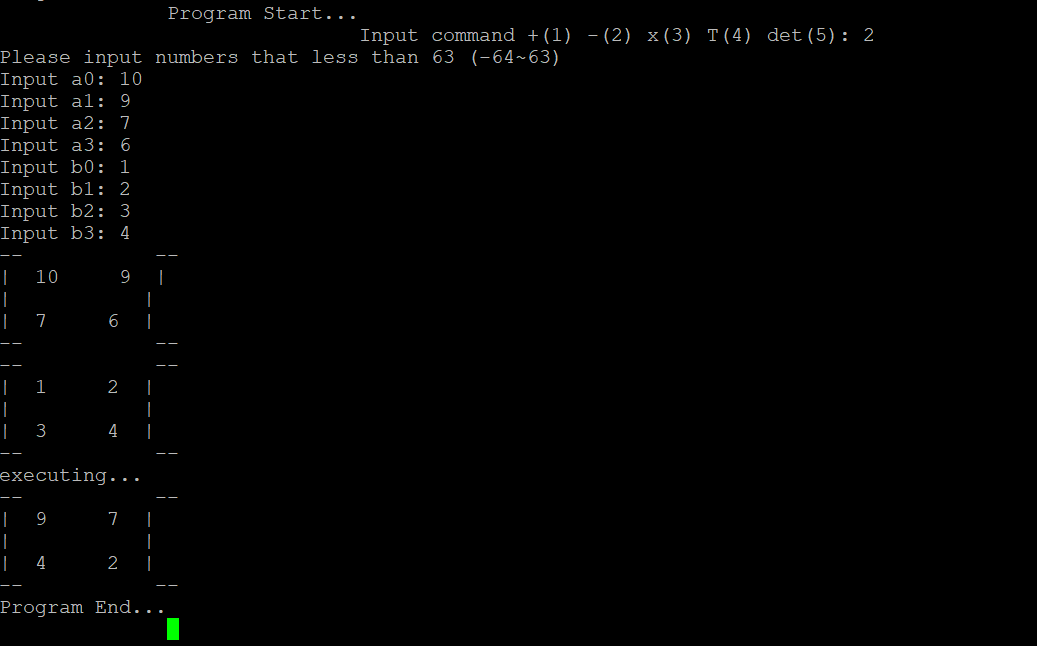 Program Start...
Input command +(1) -(2) x(3) T(4) det(5): 2
Please input numbers that less than 63 (-64~63)
Input a0: 10
Input a1: 9
Input a2: 7
Input a3: 6
Input b0: 1
Input b1: 2
Input b2: 3
Input b3: 4
--            --
|  10     9  |
|            |
|  7     6  |
--            --
--            --
|  1     2  |
|            |
|  3     4  |
--            --
executing...
--            --
|  9     7  |
|            |
|  4     2  |
--            --
Program End...